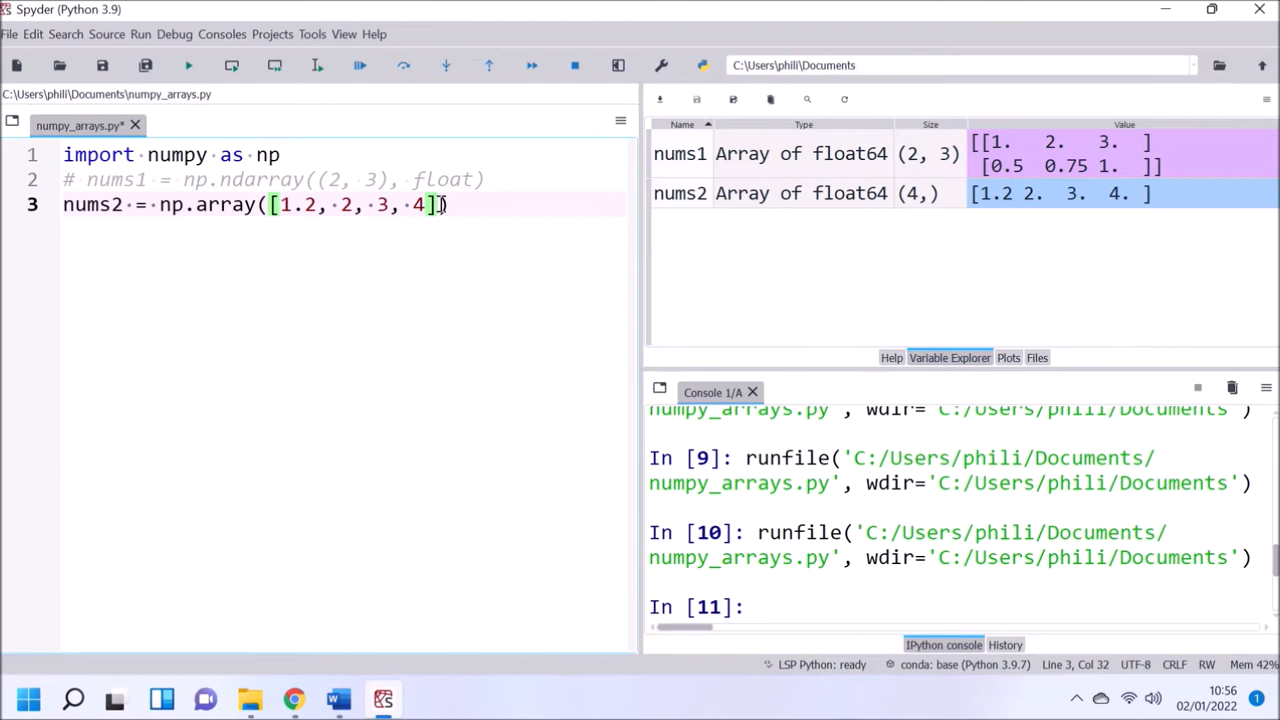 Spyder (Python 3.9)
File Edit Search Source Run Debug Consoles Projects Tools View Help
C:\Users\phili\Documents
C:\Users\phili\Documents\numpy_arrays.py
numpy_arrays.py*
1 import numpy as np
2 # nums1 = np.ndarray((2, 3), float)
3 nums2 = np.array([1.2, 2, 3, 4])
Name Type Size Value
nums1 Array of float64 (2, 3) [[1. 2. 3. ]
[0.5 0.75 1. ]]
nums2 Array of float64 (4,) [1.2 2. 3. 4. ]
Help Variable Explorer Plots Files
Console 1/A
numpy_arrays.py', wdir='C:/Users/phili/Documents')
In [9]: runfile('C:/Users/phili/Documents/
numpy_arrays.py', wdir='C:/Users/phili/Documents')
In [10]: runfile('C:/Users/phili/Documents/
numpy_arrays.py', wdir='C:/Users/phili/Documents')
In [11]:
IPython console History
LSP Python: ready conda: base (Python 3.9.7) Line 3, Col 32 UTF-8 CRLF RW Mem 42%
10:56
02/01/2022
1